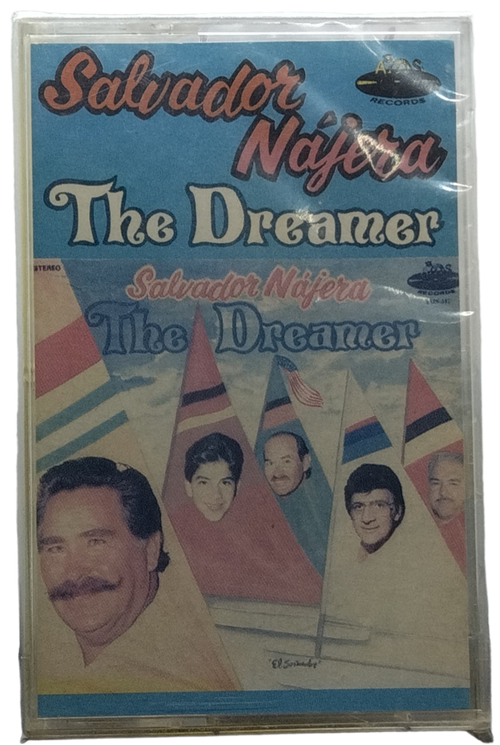 Salvador
Nájera
RECORDS
The Dreamer
STEREO
Salvador Nájera
The Dreamer
RECORDS
"El Soñador"